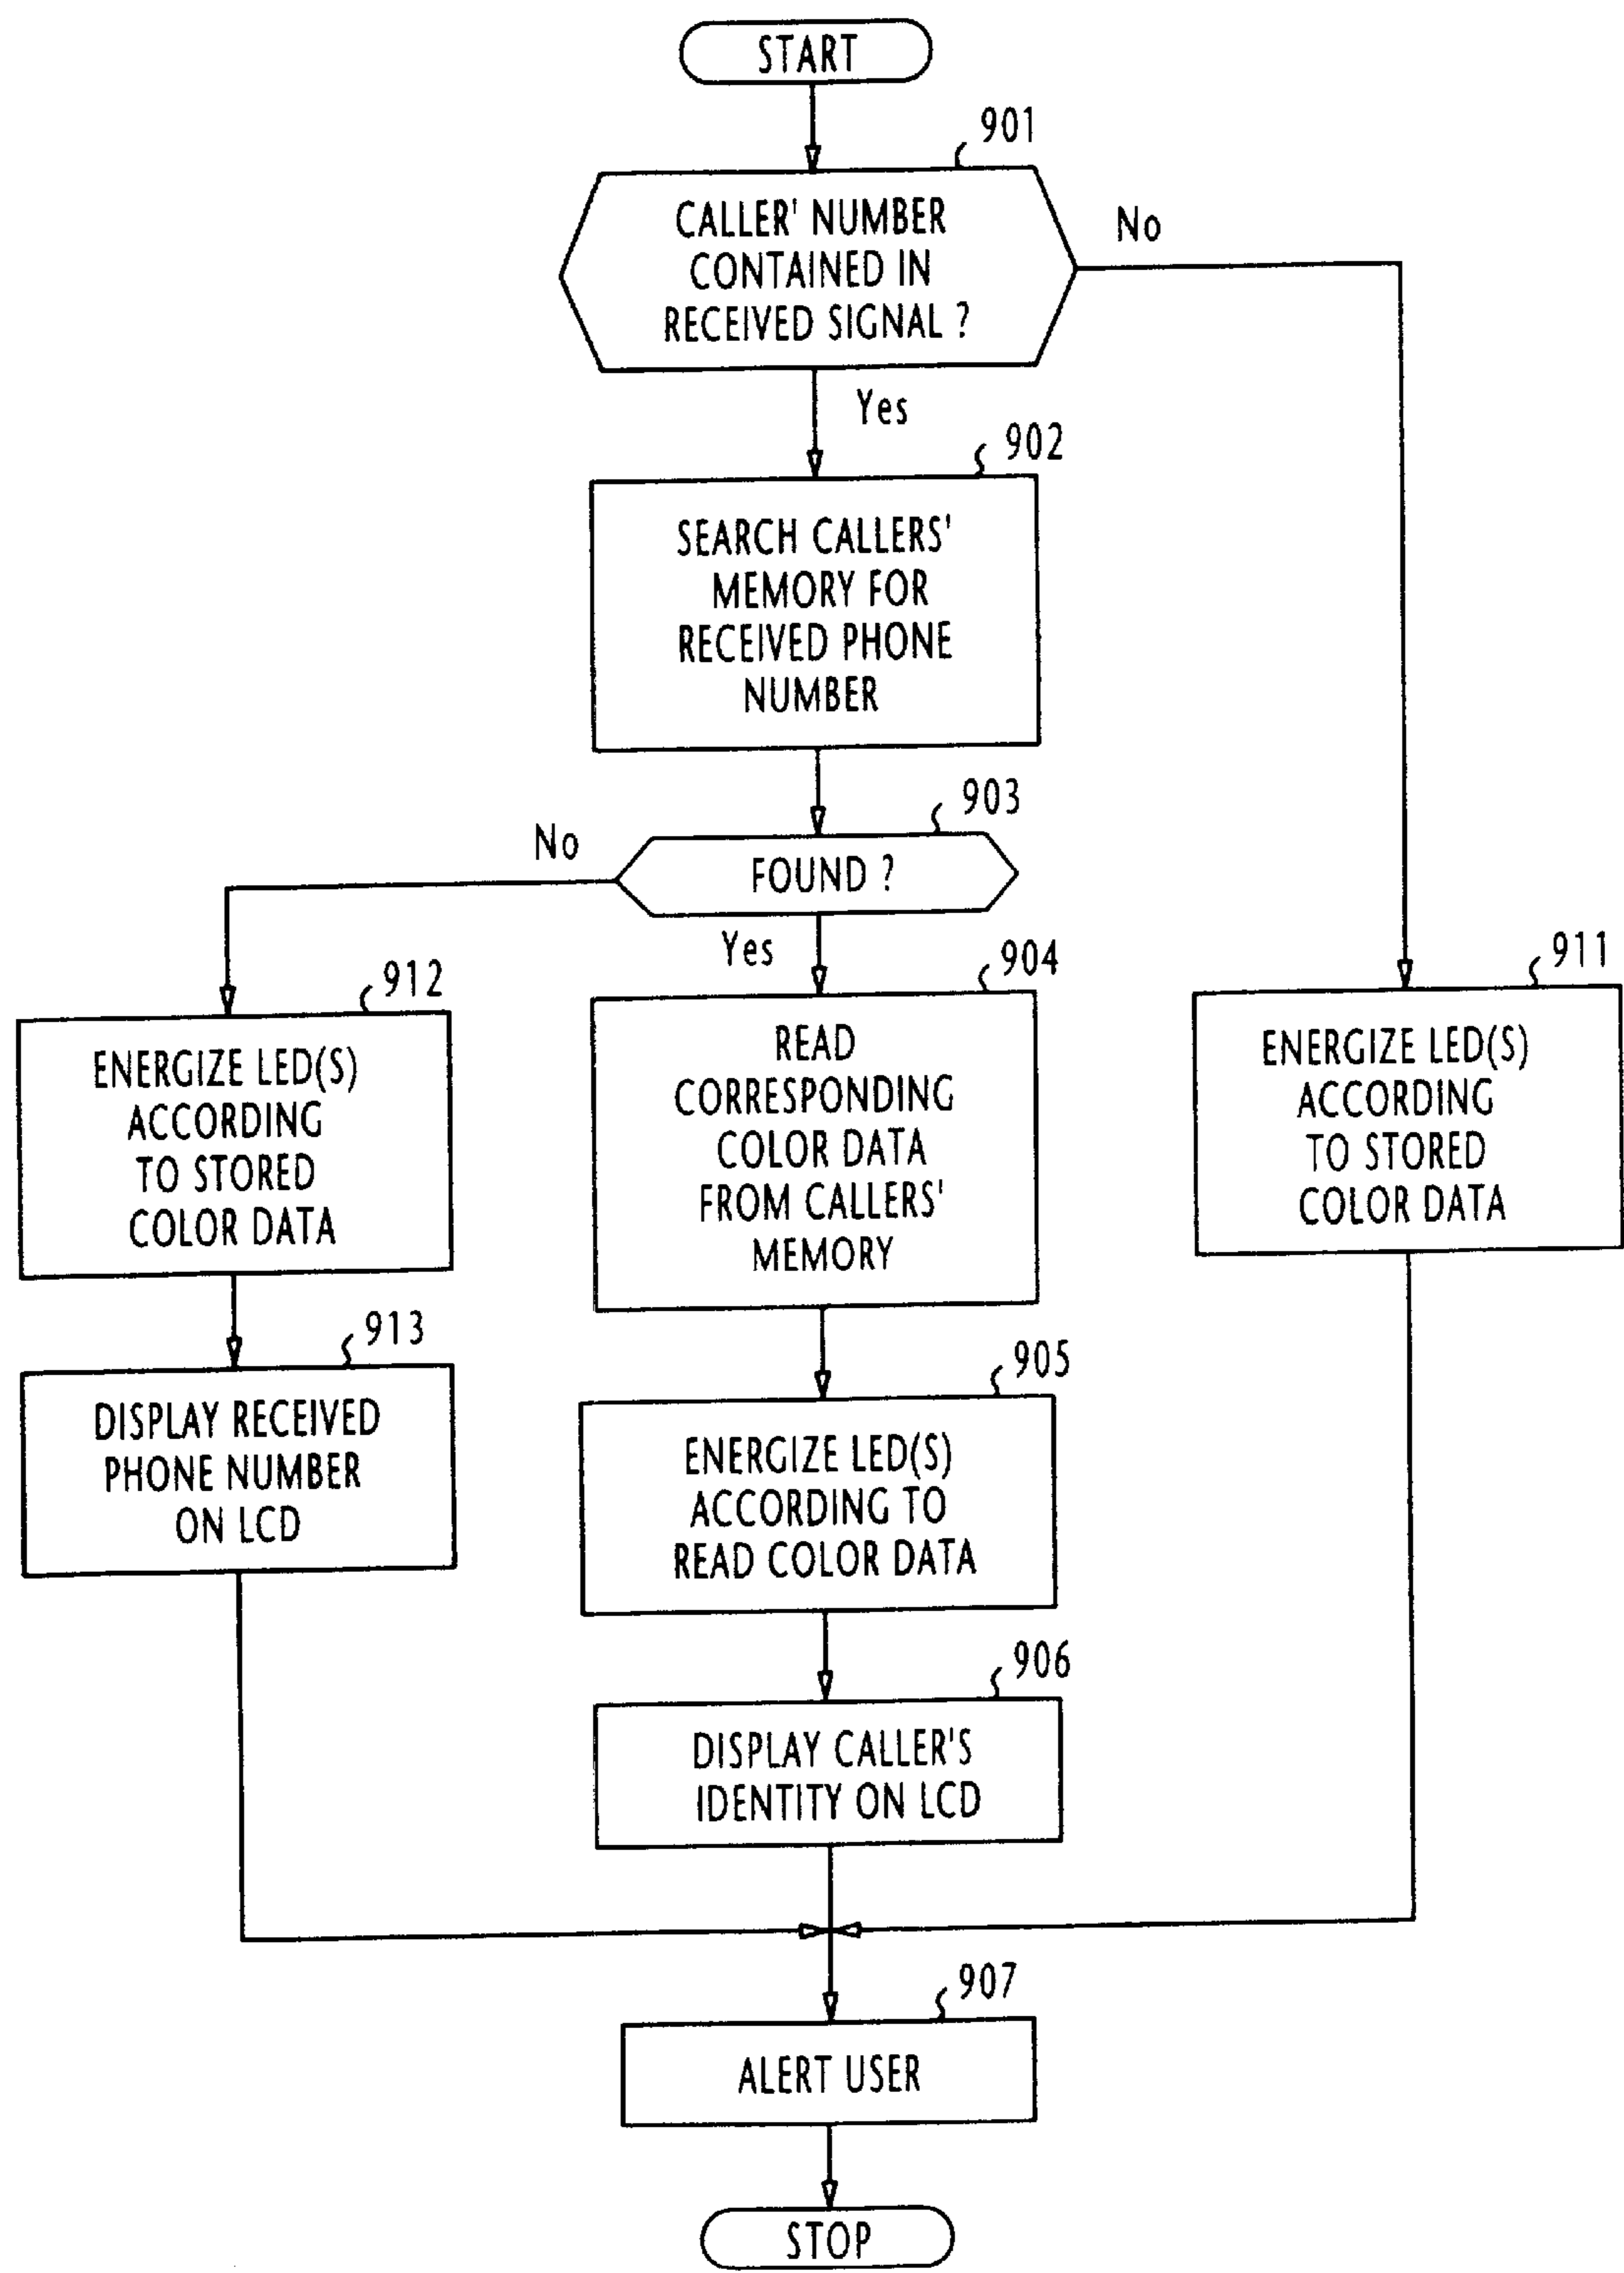 START
901
CALLER' NUMBER
CONTAINED IN
RECEIVED SIGNAL ?
No
Yes
902
SEARCH CALLERS'
MEMORY FOR
RECEIVED PHONE
NUMBER
903
FOUND ?
No
Yes
912
ENERGIZE LED(S)
ACCORDING
TO STORED
COLOR DATA
904
READ
CORRESPONDING
COLOR DATA
FROM CALLERS'
MEMORY
911
ENERGIZE LED(S)
ACCORDING
TO STORED
COLOR DATA
913
DISPLAY RECEIVED
PHONE NUMBER
ON LCD
905
ENERGIZE LED(S)
ACCORDING TO
READ COLOR DATA
906
DISPLAY CALLER'S
IDENTITY ON LCD
907
ALERT USER
STOP